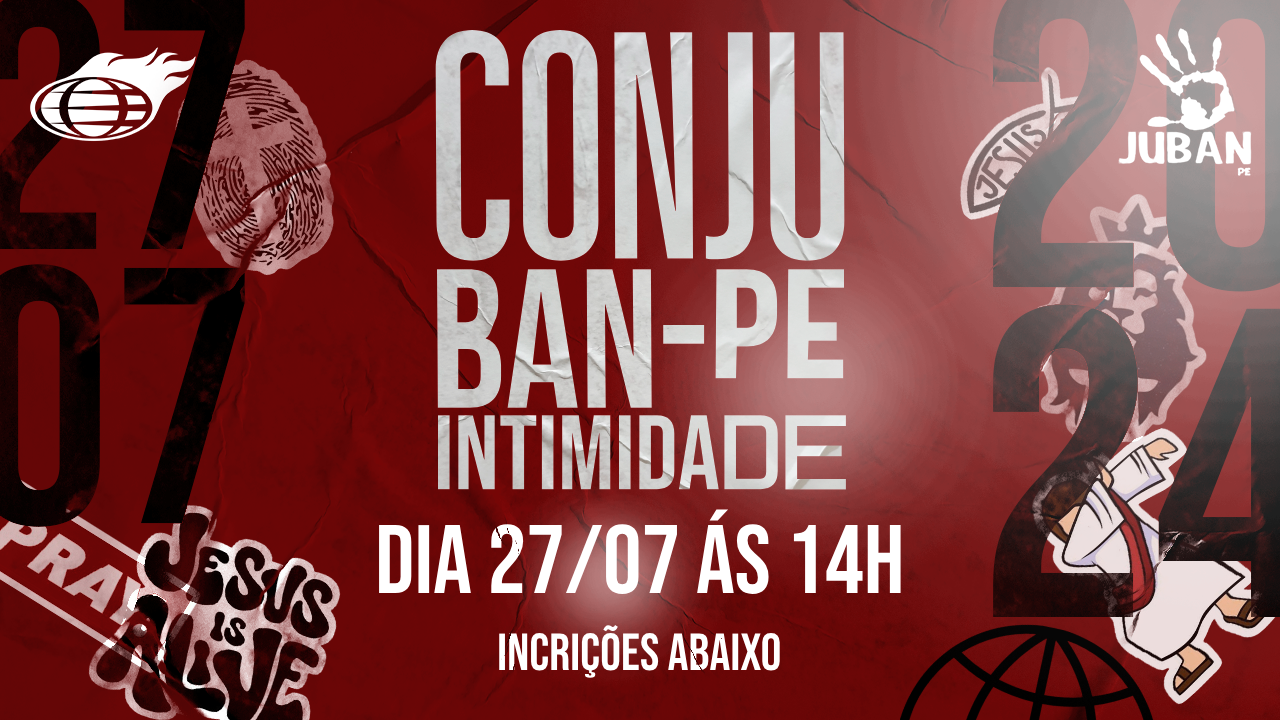 27
07
CONJU
BAN-PE
INTIMIDADE
DIA 27/07 ÁS 14H
INCRIÇÕES ABAIXO
PRAY
JESUS
IS
ALIVE
JESUS
20
24
JUBAN
PE